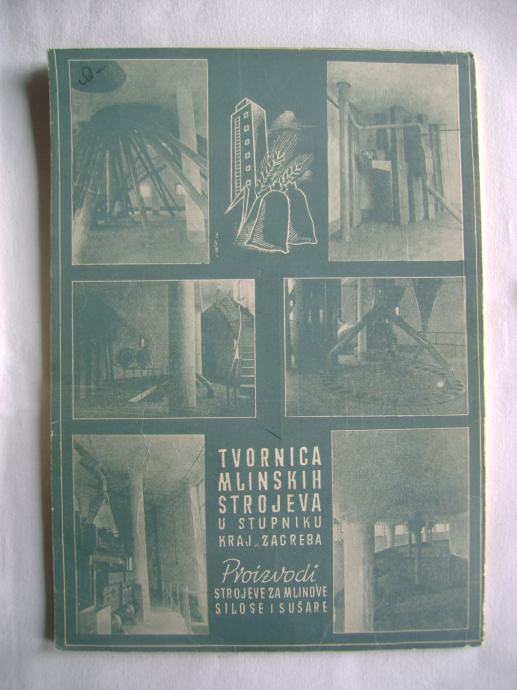 TVORNICA
MLINSKIH
STROJEVA
U STUPNIKU
KRAJ ZAGREBA
Proizvodi
STROJEVE ZA MLINOVE
SILOSE I SUŠARE